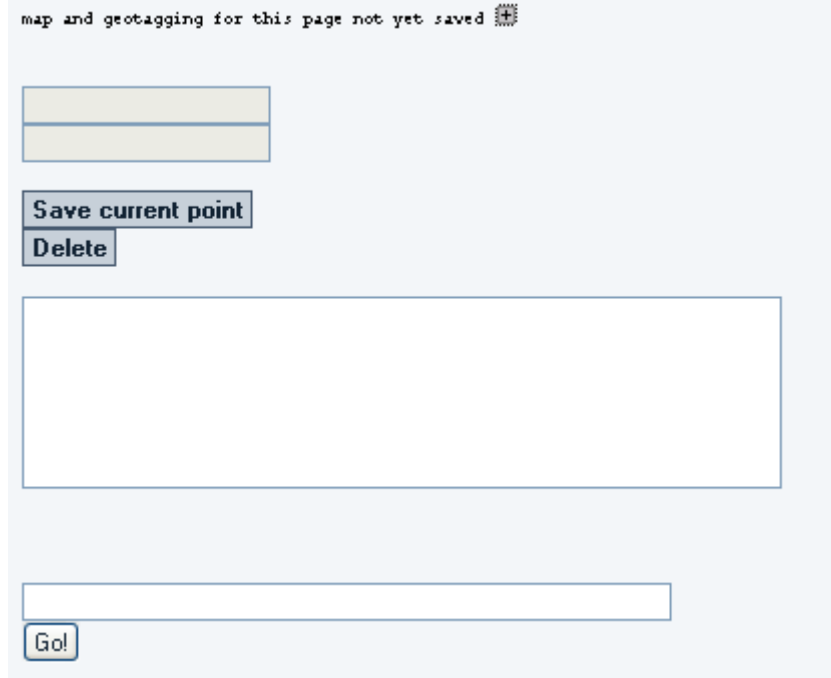 map and geotagging for this page not yet saved
Save current point
Delete
Go!